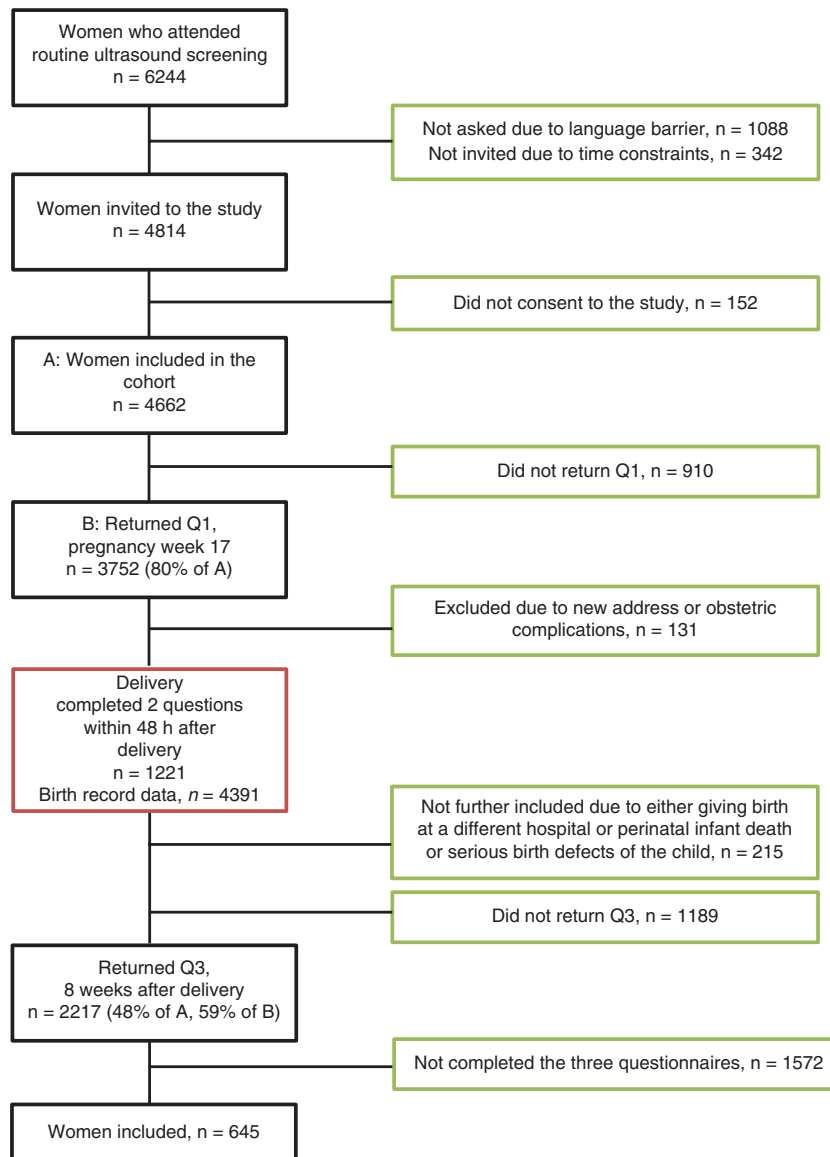 Women who attended
routine ultrasound screening
n = 6244
Not asked due to language barrier, n = 1088
Not invited due to time constraints, n = 342
Women invited to the study
n = 4814
Did not consent to the study, n = 152
A: Women included in the
cohort
n = 4662
Did not return Q1, n = 910
B: Returned Q1,
pregnancy week 17
n = 3752 (80% of A)
Excluded due to new address or obstetric
complications, n = 131
Delivery
completed 2 questions
within 48 h after
delivery
n = 1221
Birth record data, n = 4391
Not further included due to either giving birth
at a different hospital or perinatal infant death
or serious birth defects of the child, n = 215
Did not return Q3, n = 1189
Returned Q3,
8 weeks after delivery
n = 2217 (48% of A, 59% of B)
Not completed the three questionnaires, n = 1572
Women included, n = 645